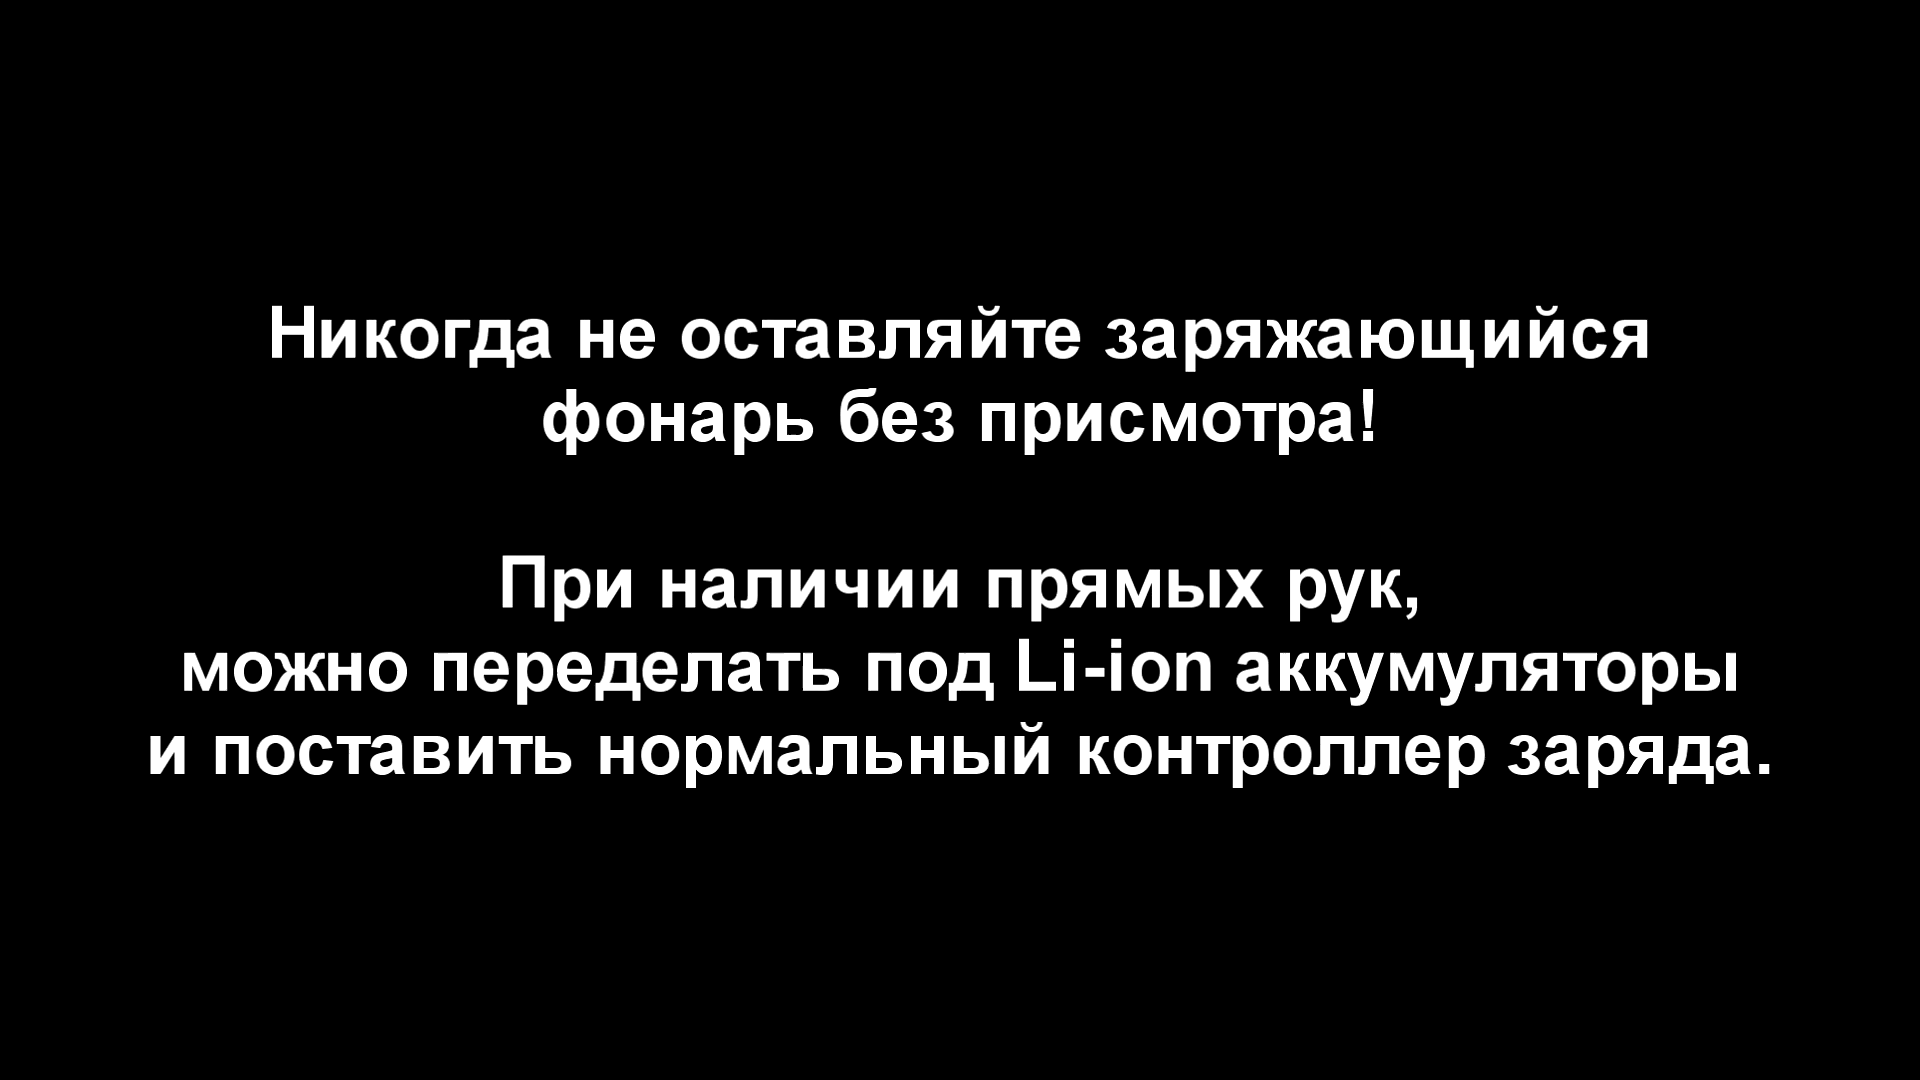 Никогда не оставляйте заряжающийся
фонарь без присмотра!
При наличии прямых рук,
можно переделать под Li-ion аккумуляторы
и поставить нормальный контроллер заряда.